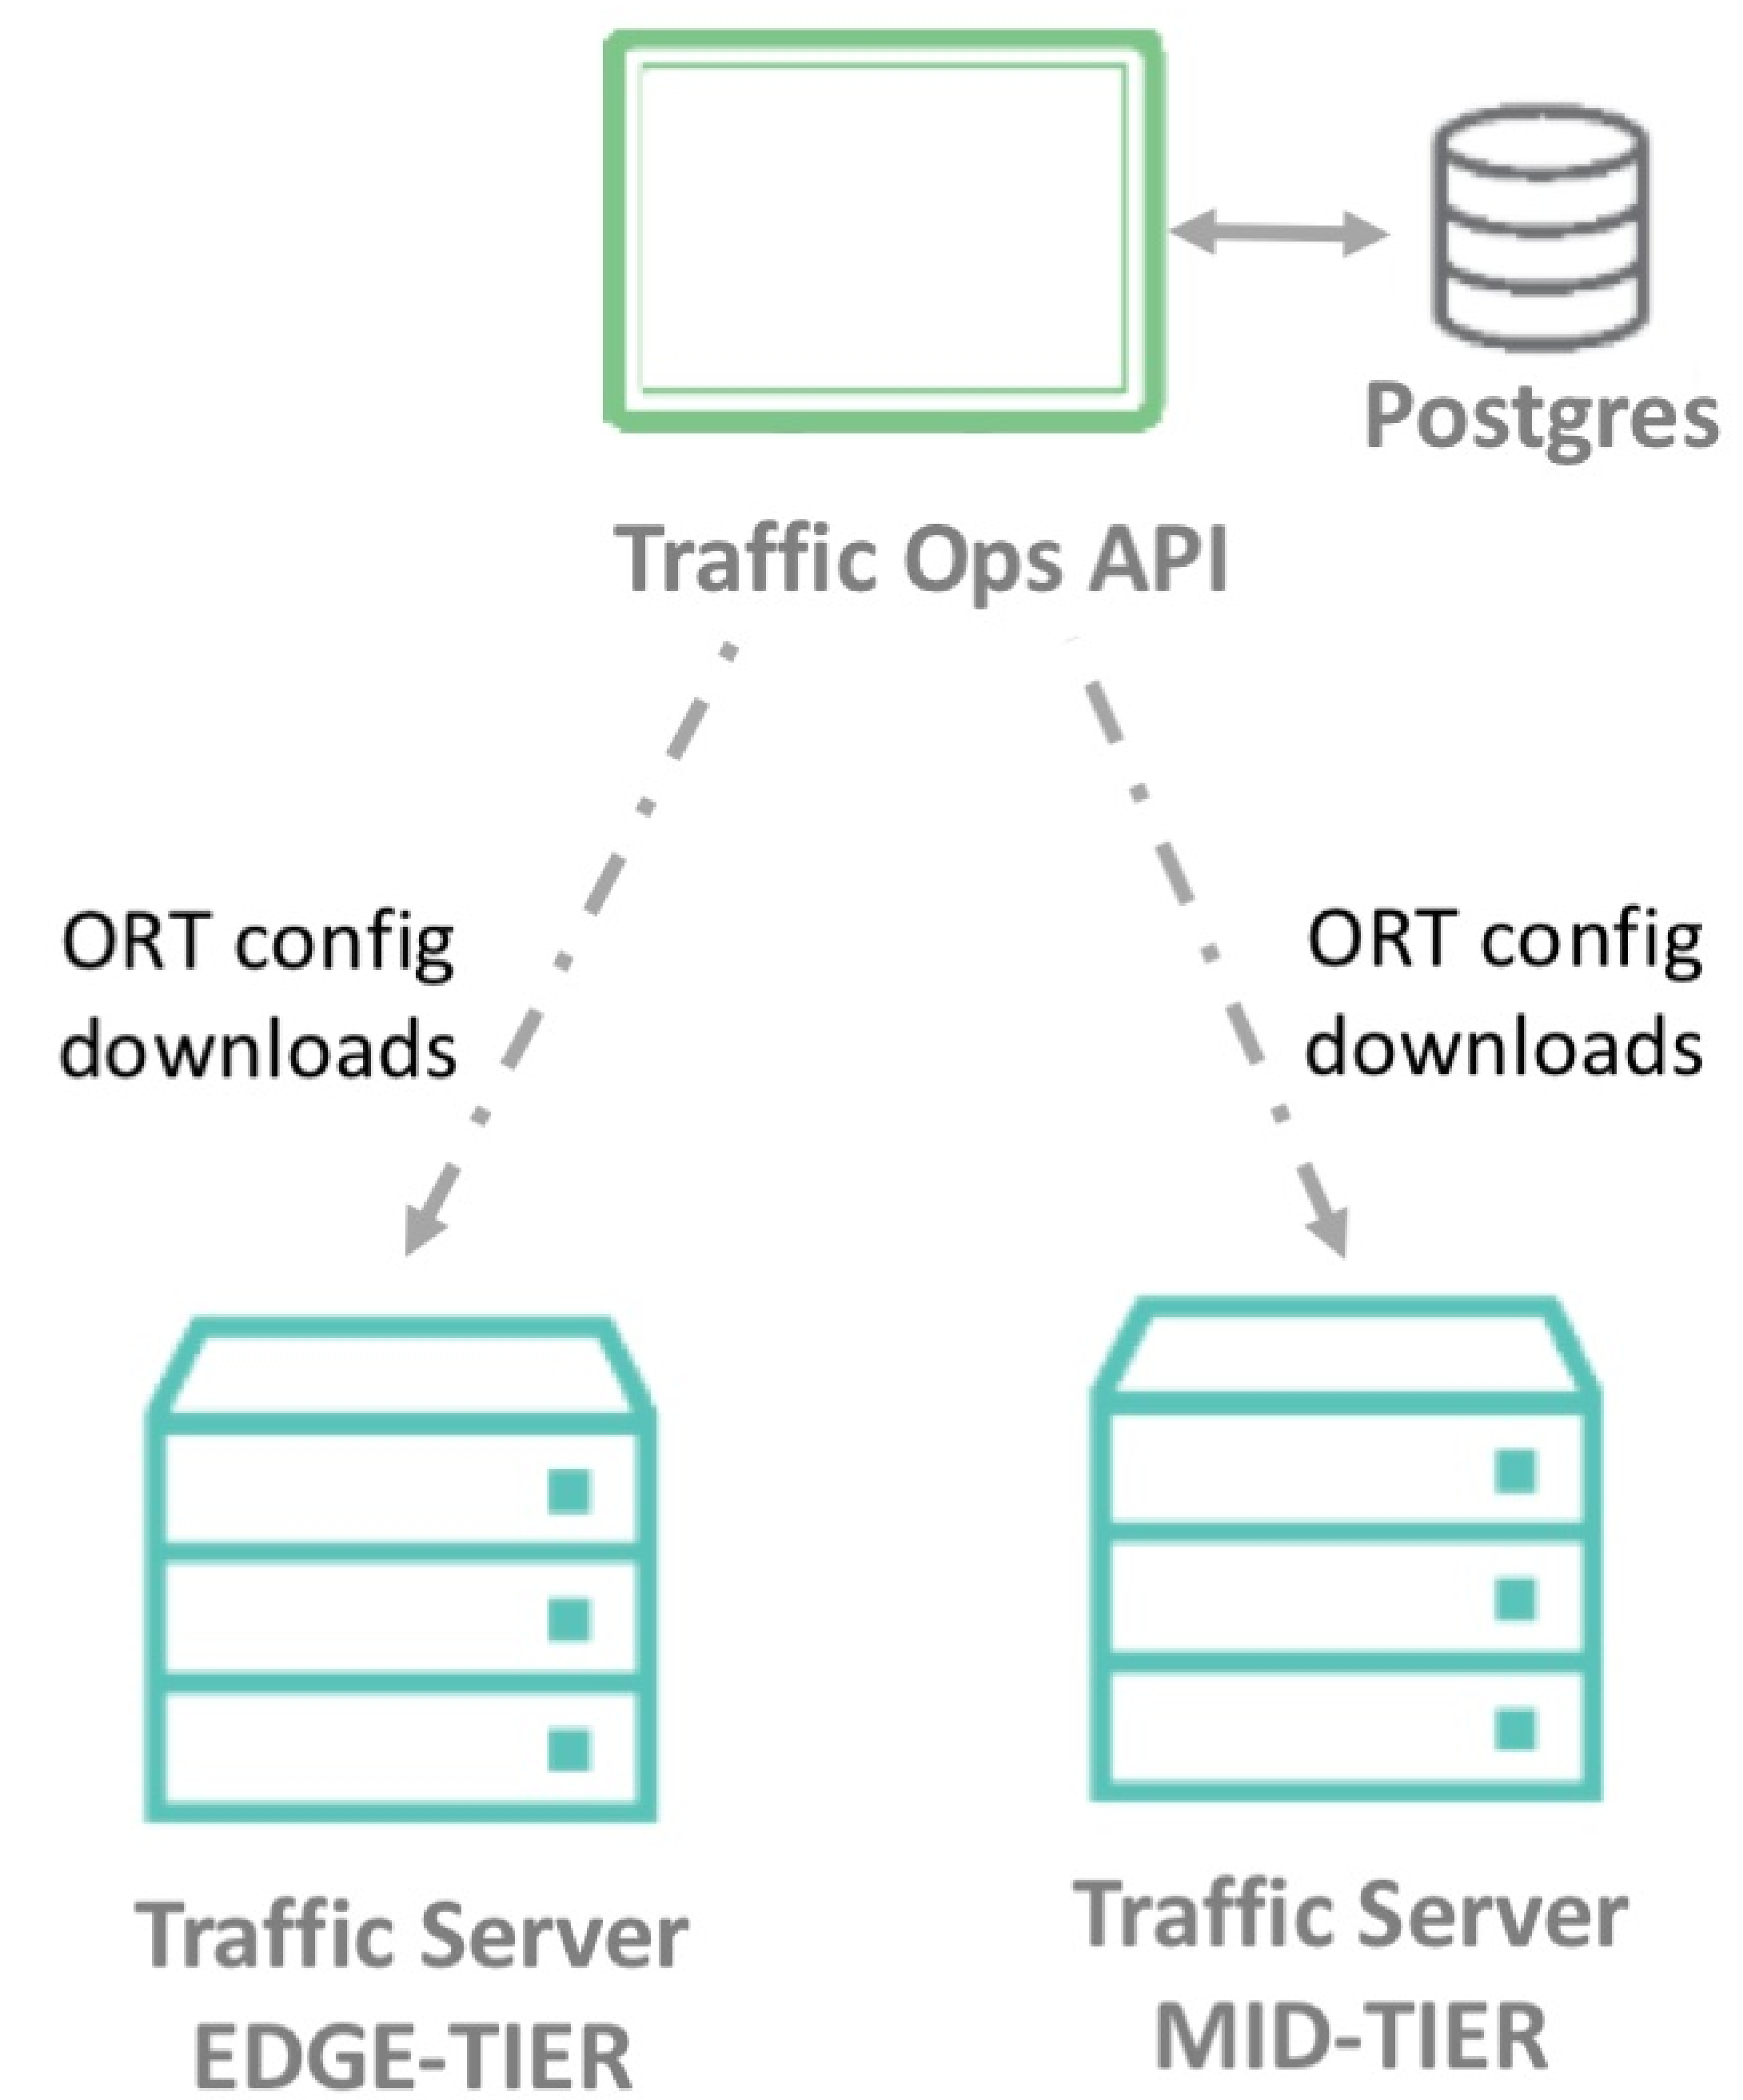 Postgres
Traffic Ops API
ORT config
downloads
ORT config
downloads
Traffic Server
EDGE-TIER
Traffic Server
MID-TIER